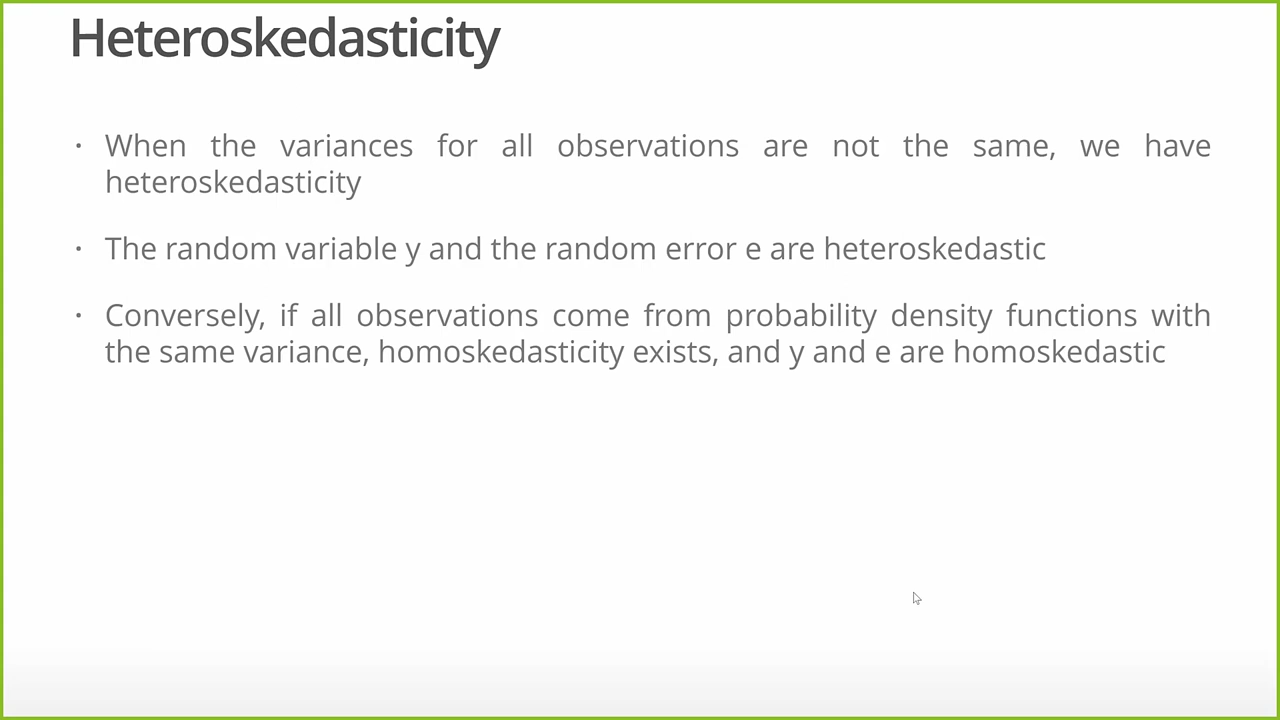 Heteroskedasticity
· When the variances for all observations are not the same, we have
heteroskedasticity
· The random variable y and the random error e are heteroskedastic
· Conversely, if all observations come from probability density functions with
the same variance, homoskedasticity exists, and y and e are homoskedastic